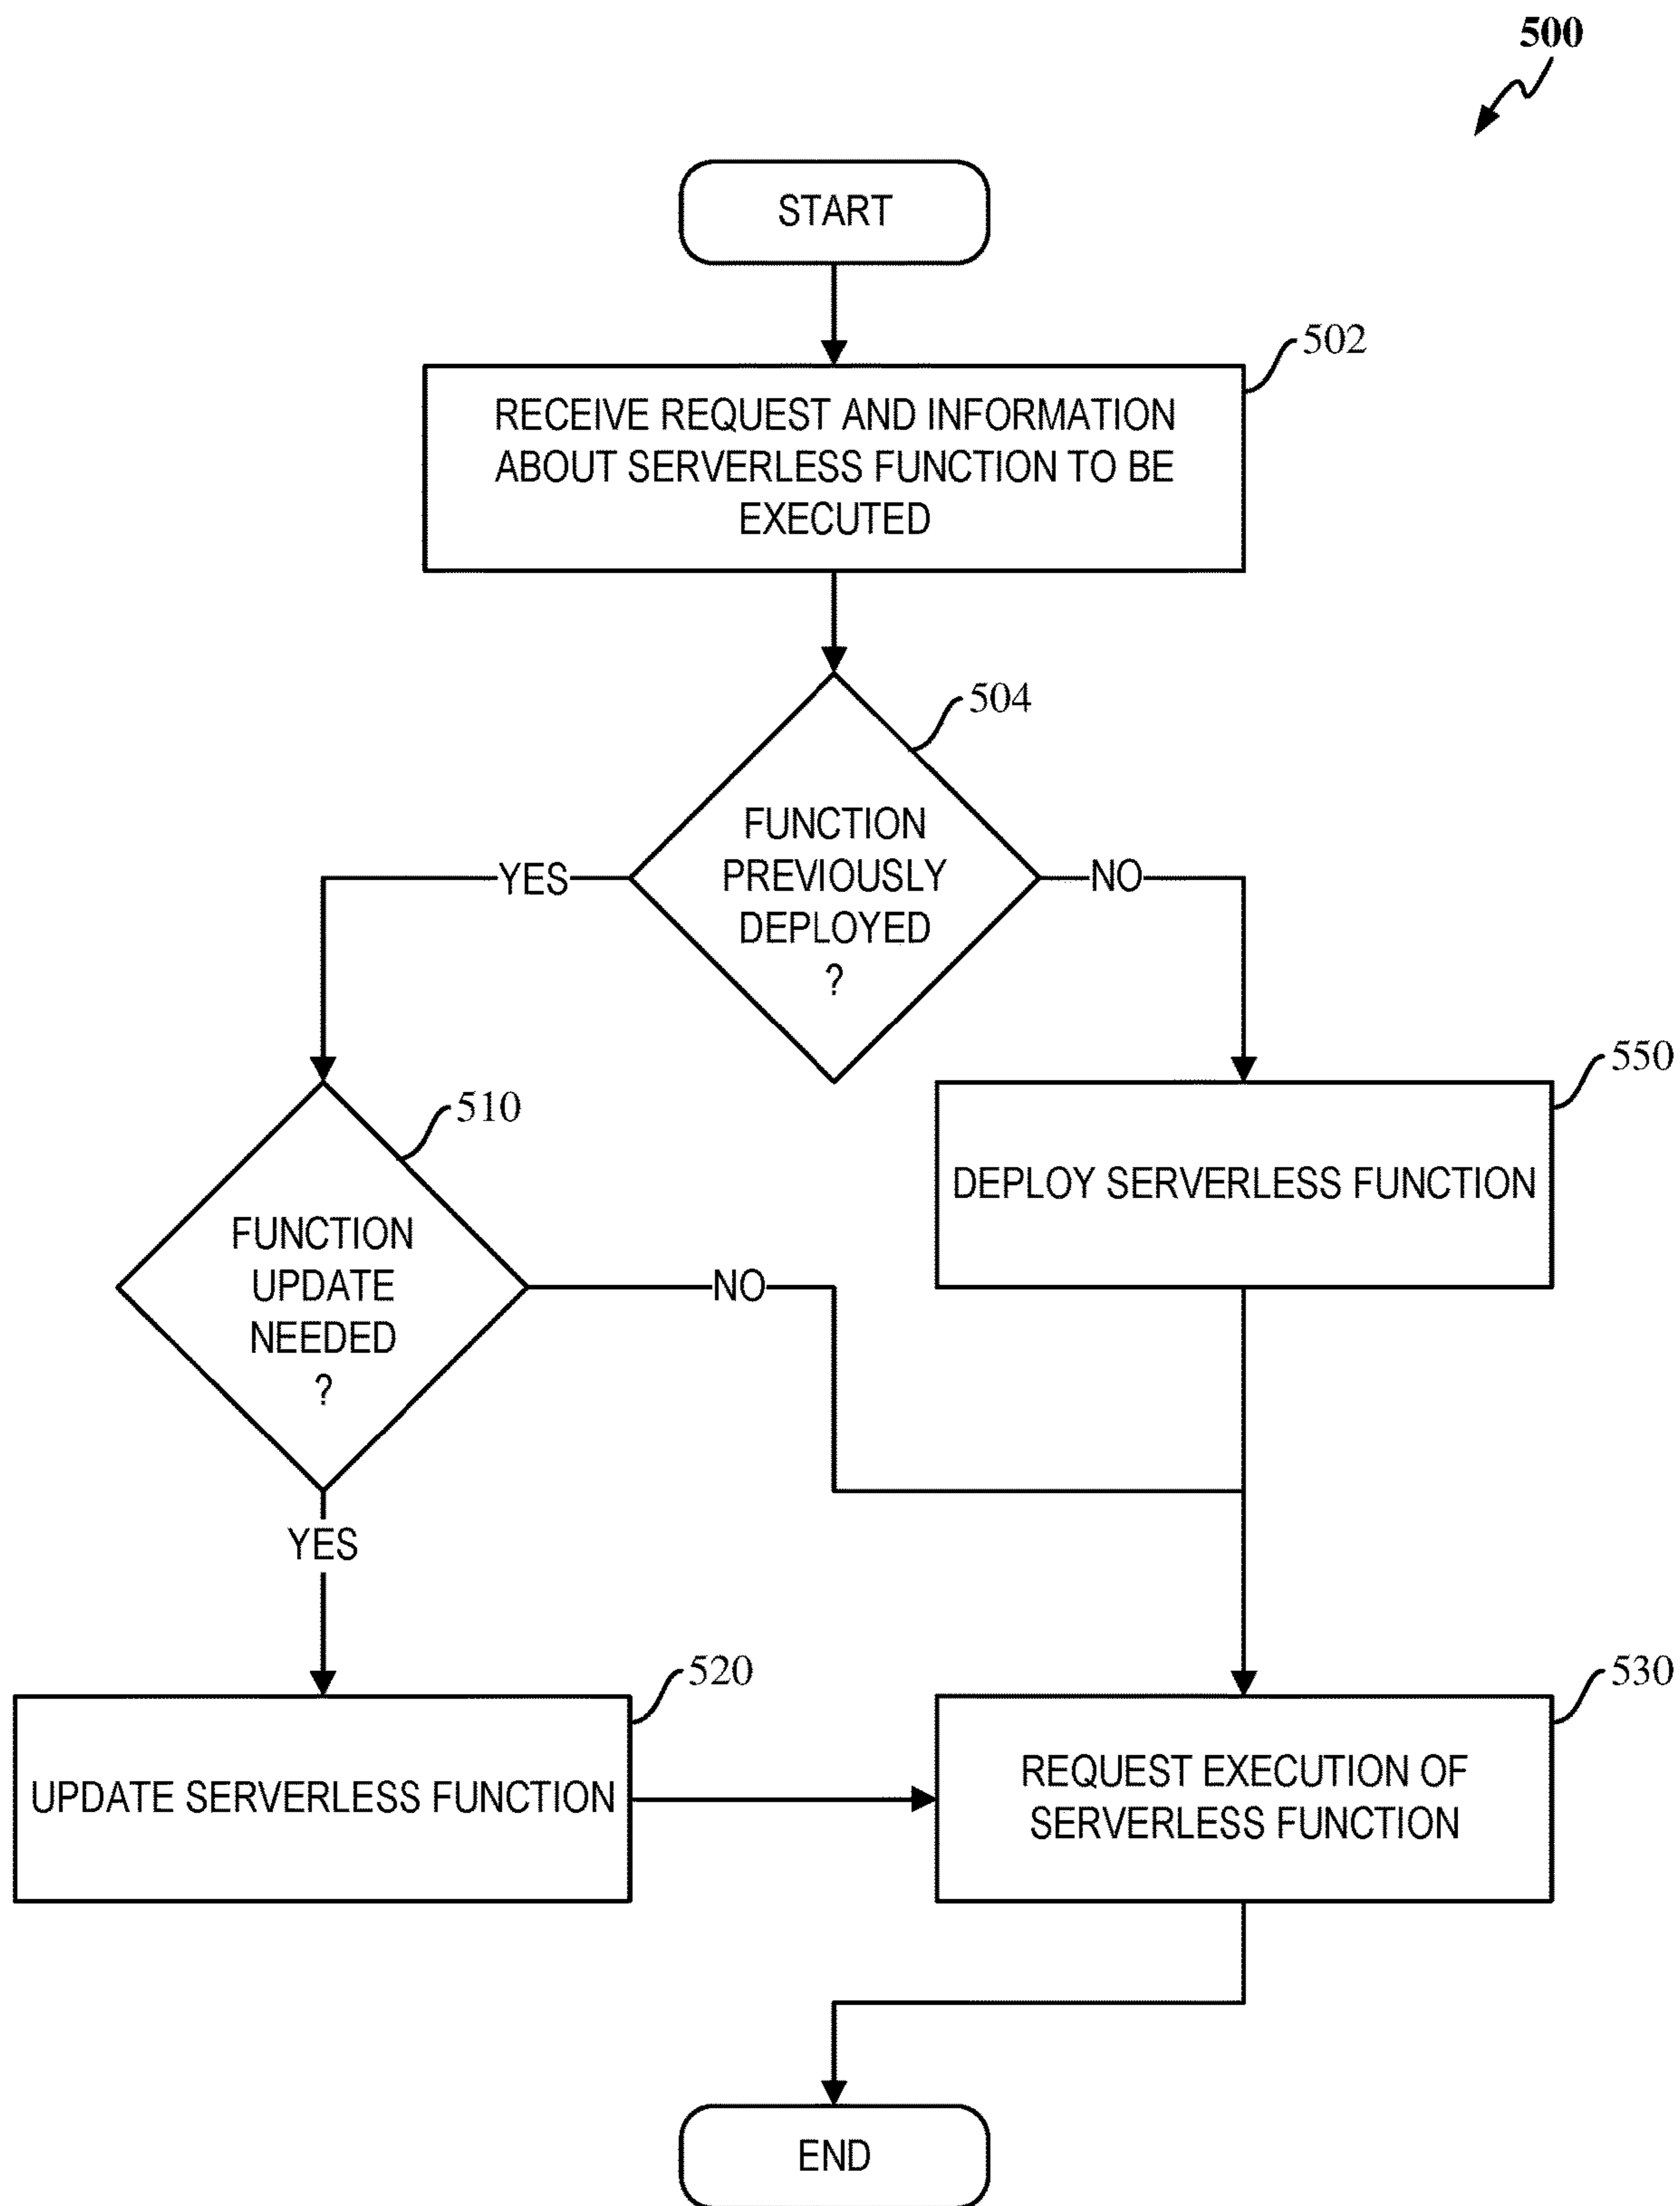 500
START
502
RECEIVE REQUEST AND INFORMATION
ABOUT SERVERLESS FUNCTION TO BE
EXECUTED
504
FUNCTION
PREVIOUSLY
DEPLOYED
?
YES
NO
510
FUNCTION
UPDATE
NEEDED
?
NO
YES
550
DEPLOY SERVERLESS FUNCTION
520
UPDATE SERVERLESS FUNCTION
530
REQUEST EXECUTION OF
SERVERLESS FUNCTION
END